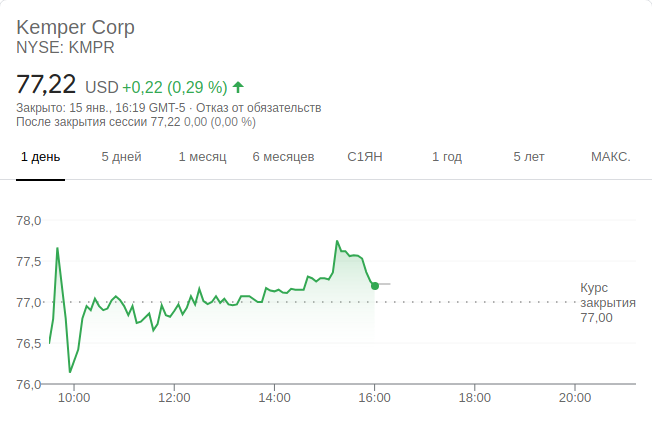 Kemper Corp
NYSE: KMPR
77,22 USD +0,22 (0,29 %)
Закрыто: 15 янв., 16:19 GMT-5 · Отказ от обязательств
После закрытия сессии 77,22 0,00 (0,00 %)
1 день 5 дней 1 месяц 6 месяцев С1ЯН 1 год 5 лет МАКС.
78,0
77,5
77,0
76,5
76,0
Курс
закрытия
77,00
10:00 12:00 14:00 16:00 18:00 20:00